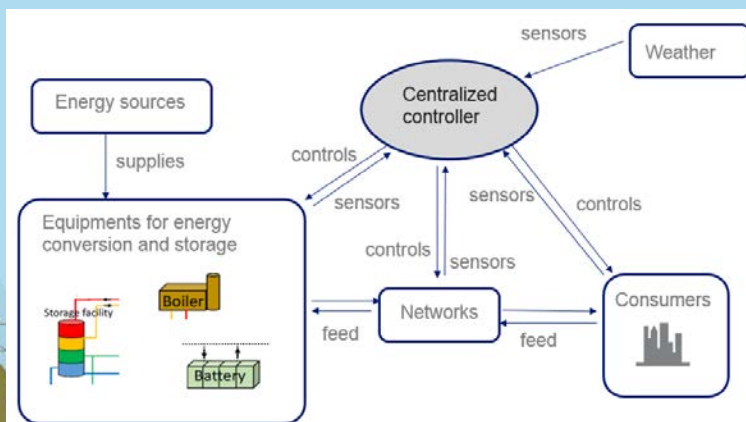 sensors
Weather
Energy sources
Centralized
controller
supplies
controls
sensors
sensors
controls
Equipments for energy
conversion and storage
controls
sensors
Boiler
Storage facility
Networks
Consumers
feed
feed
Battery